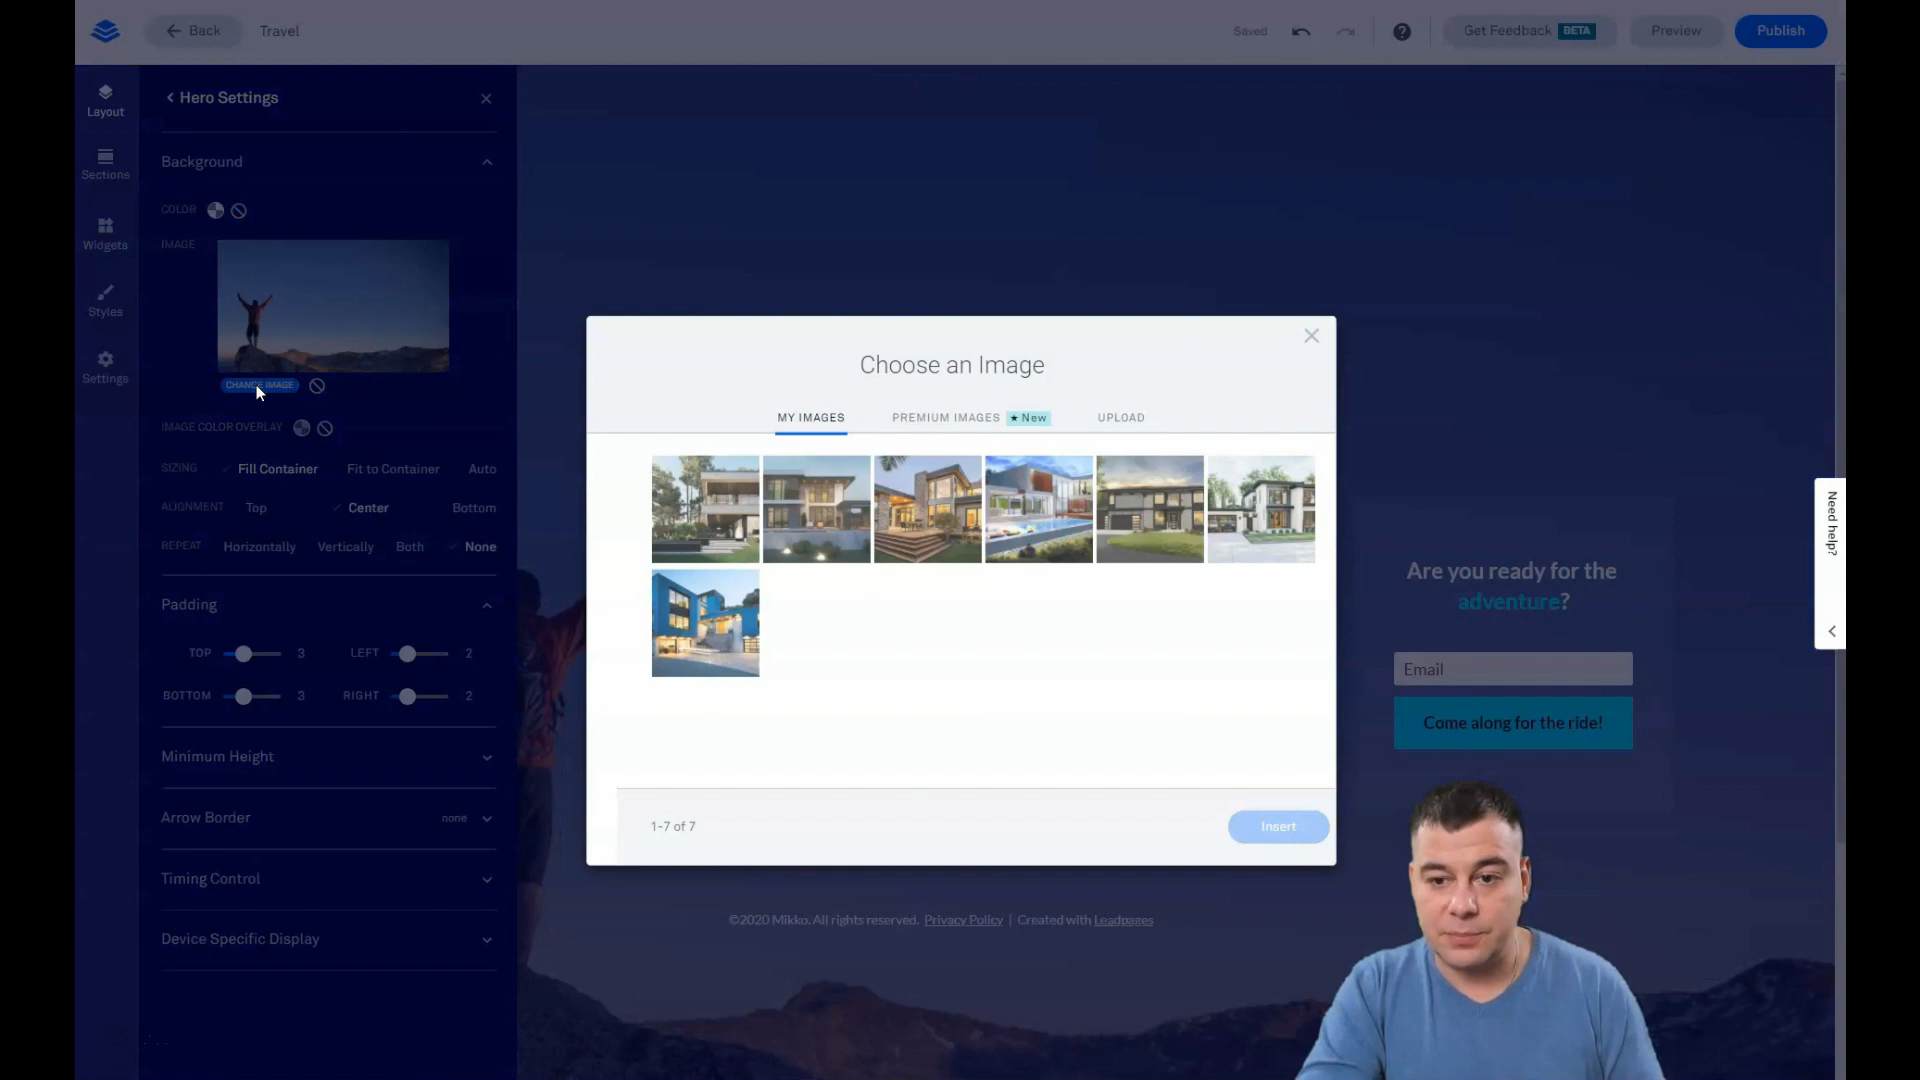 Back
Travel
Saved
Get Feedback BETA
Preview
Publish
Layout
Sections
Widgets
Styles
Settings
Hero Settings
Background
COLOR
IMAGE
CHANGE IMAGE
IMAGE COLOR OVERLAY
SIZING Fill Container Fit to Container Auto
ALIGNMENT Top Center Bottom
REPEAT Horizontally Vertically Both None
Padding
TOP 3 LEFT 2
BOTTOM 3 RIGHT 2
Minimum Height
Arrow Border none
Timing Control
Device Specific Display
Choose an Image
MY IMAGES PREMIUM IMAGES ★ New UPLOAD
1-7 of 7
Insert
Are you ready for the
adventure?
Email
Come along for the ride!
©2020 Mikko. All rights reserved. Privacy Policy | Created with Leadpages
Need help?